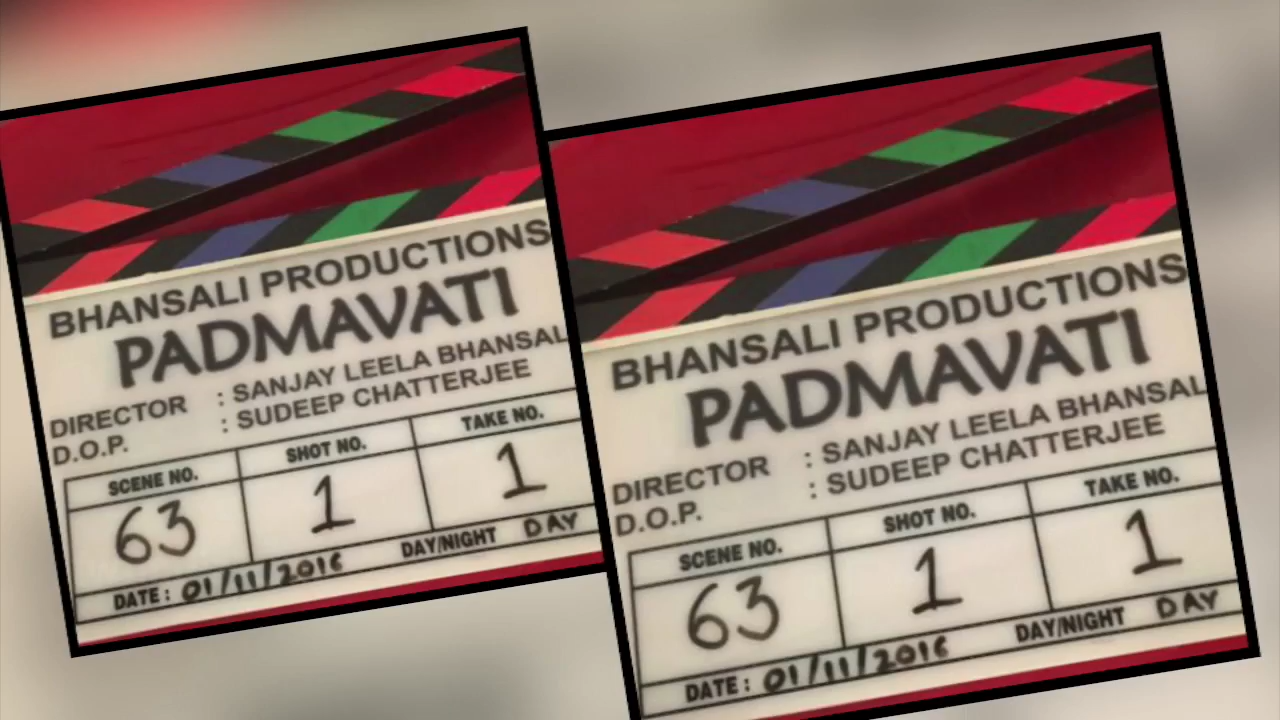 BHANSALI PRODUCTIONS
PADMAVATI
DIRECTOR : SANJAY LEELA BHANSAL
D.O.P. : SUDEEP CHATTERJEE
SCENE NO. SHOT NO. TAKE NO.
63 1 1
DATE: 01/11/2016 DAY/NIGHT DAY
BHANSALI PRODUCTIONS
PADMAVATI
DIRECTOR : SANJAY LEELA BHANSAL
D.O.P. : SUDEEP CHATTERJEE
SCENE NO. SHOT NO. TAKE NO.
63 1 1
DATE: 01/11/2016 DAY/NIGHT DAY